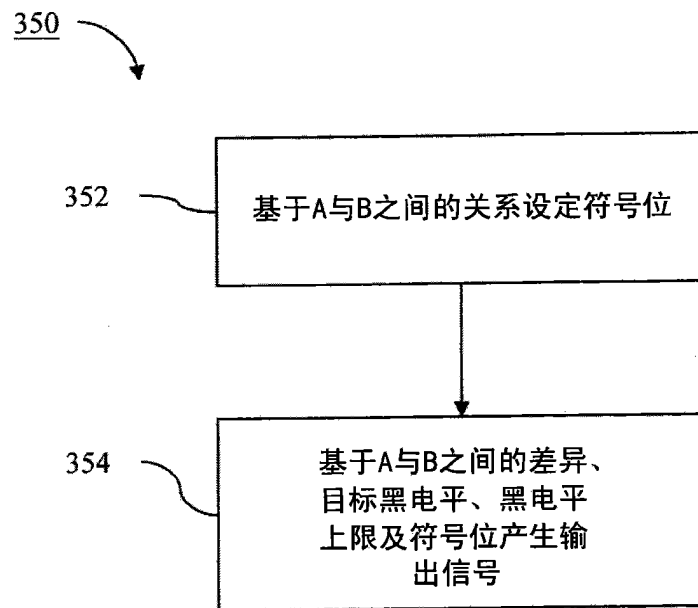 350
352
基于A与B之间的关系设定符号位
354
基于A与B之间的差异、
目标黑电平、黑电平
上限及符号位产生输
出信号